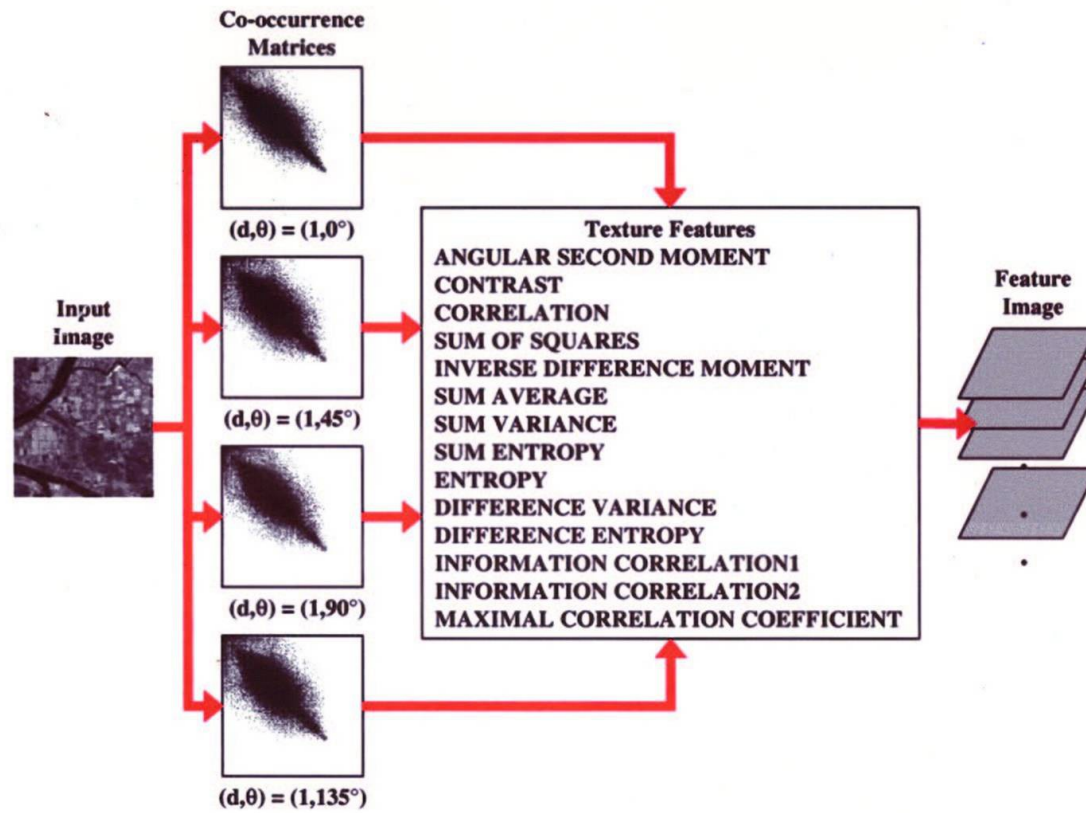 Co-occurrence
Matrices
(d,θ) = (1,0°)
(d,θ) = (1,45°)
(d,θ) = (1,90°)
(d,θ) = (1,135°)
Input
image
Texture Features
ANGULAR SECOND MOMENT
CONTRAST
CORRELATION
SUM OF SQUARES
INVERSE DIFFERENCE MOMENT
SUM AVERAGE
SUM VARIANCE
SUM ENTROPY
ENTROPY
DIFFERENCE VARIANCE
DIFFERENCE ENTROPY
INFORMATION CORRELATION1
INFORMATION CORRELATION2
MAXIMAL CORRELATION COEFFICIENT
Feature
Image